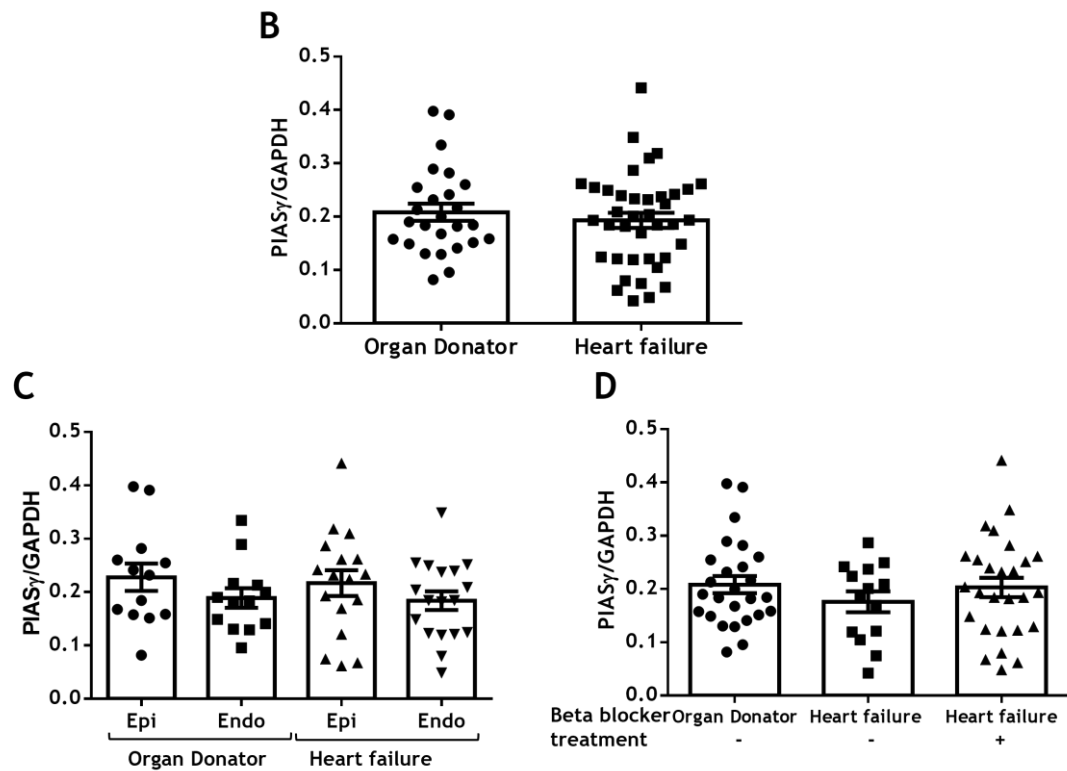 B
PIASγ/GAPDH
0.5
0.4
0.3
0.2
0.1
0.0
Organ Donator Heart failure
C
PIASγ/GAPDH
0.5
0.4
0.3
0.2
0.1
0.0
Epi Endo Epi Endo
Organ Donator Heart failure
D
PIASγ/GAPDH
0.5
0.4
0.3
0.2
0.1
0.0
Beta blocker Organ Donator Heart failure Heart failure
treatment - - +